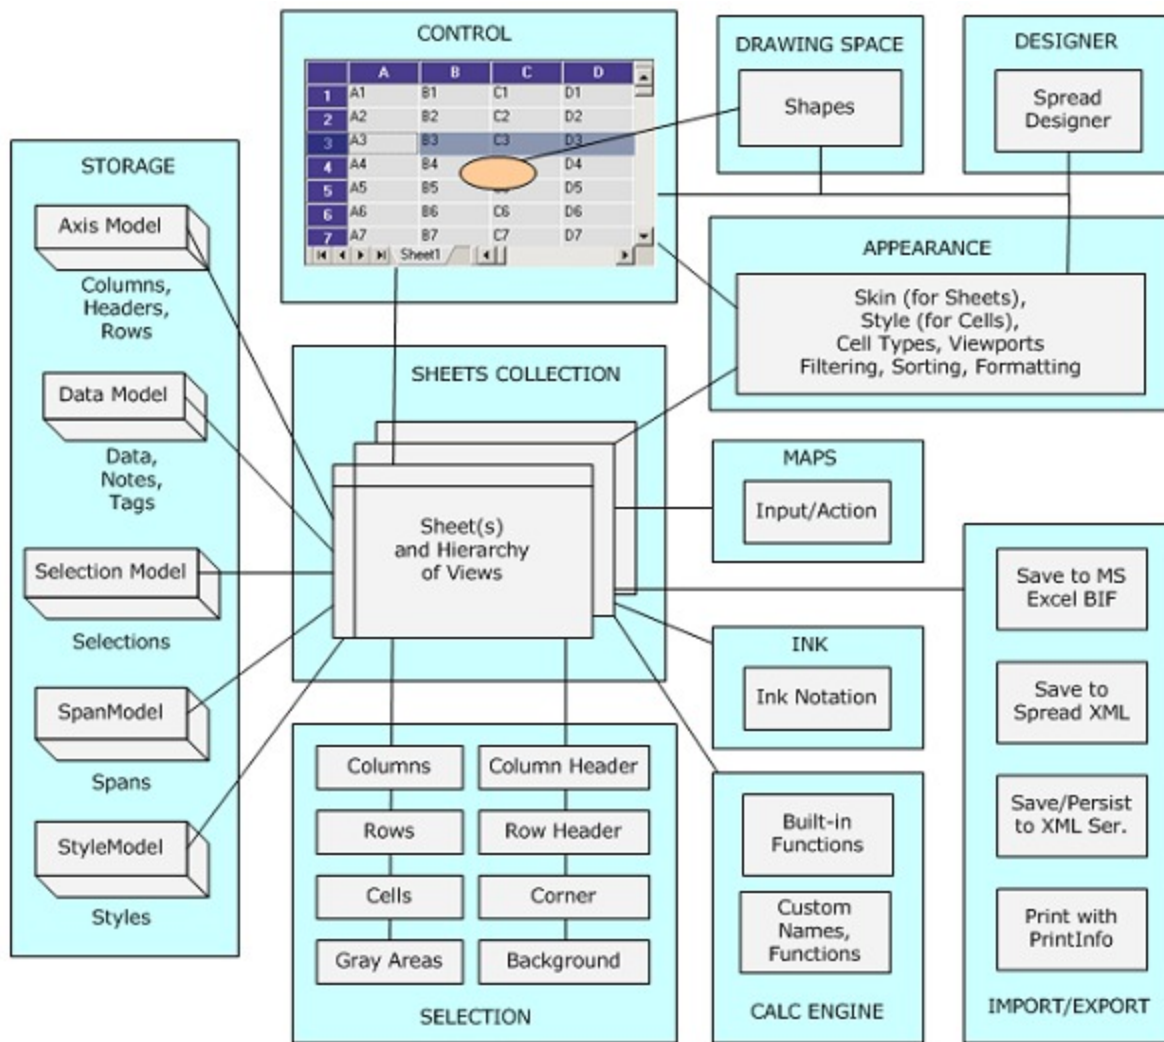 CONTROL
A B C D
1 A1 B1 C1 D1
2 A2 B2 C2 D2
3 A3 B3 C3 D3
4 A4 B4 D4
5 A5 B5 D5
6 A6 B6 C6 D6
7 A7 B7 C7 D7
Sheet1
DRAWING SPACE
Shapes
DESIGNER
Spread
Designer
STORAGE
Axis Model
Columns,
Headers,
Rows
Data Model
Data,
Notes,
Tags
Selection Model
Selections
SpanModel
Spans
StyleModel
Styles
APPEARANCE
Skin (for Sheets),
Style (for Cells),
Cell Types, Viewports
Filtering, Sorting, Formatting
SHEETS COLLECTION
Sheet(s)
and Hierarchy
of Views
MAPS
Input/Action
INK
Ink Notation
Columns
Column Header
Rows
Row Header
Cells
Corner
Gray Areas
Background
SELECTION
Built-in
Functions
Custom
Names,
Functions
CALC ENGINE
Save to MS
Excel BIF
Save to
Spread XML
Save/Persist
to XML Ser.
Print with
PrintInfo
IMPORT/EXPORT